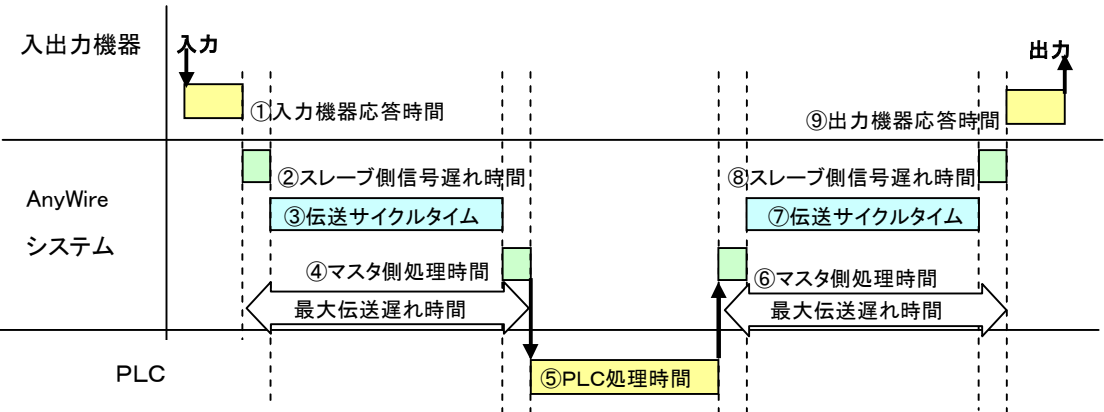 入出力機器
入力
出力
①入力機器応答時間
⑨出力機器応答時間
AnyWire
システム
②スレーブ側信号遅れ時間
⑧スレーブ側信号遅れ時間
③伝送サイクルタイム
⑦伝送サイクルタイム
④マスタ側処理時間
⑥マスタ側処理時間
最大伝送遅れ時間
最大伝送遅れ時間
PLC
⑤PLC処理時間